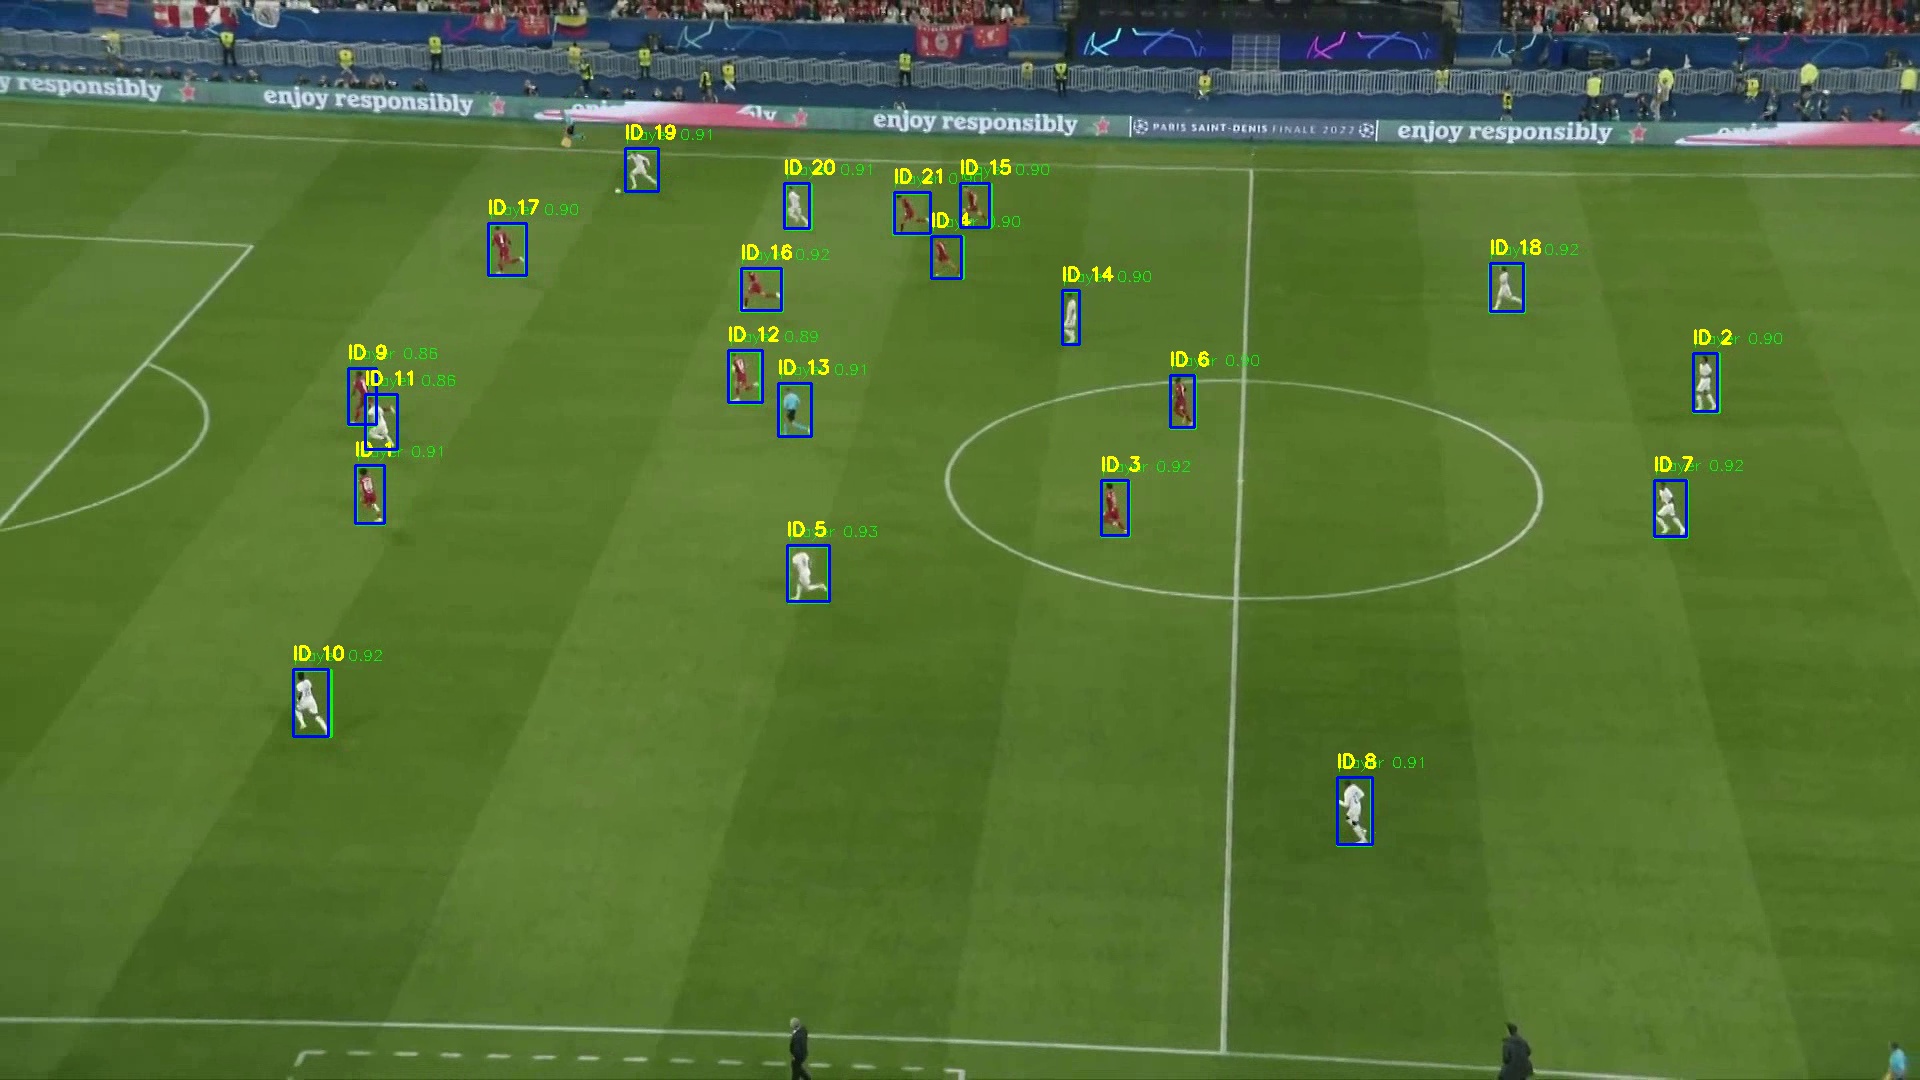 y responsibly
enjoy responsibly
enjoy responsibly
PARIS SAINT-DENIS FINALE 2022
enjoy responsibly
ID 19 0.91
ID 20 0.91
ID 21
ID 15 0.90
ID 17 0.90
ID 4 0.90
ID 16 0.92
ID 18 0.92
ID 14 0.90
ID 12 0.89
ID 2 0.90
ID 9 0.86
ID 13 0.91
ID 6 0.90
ID 11 0.86
ID 1 0.91
ID 3 0.92
ID 7 0.92
ID 5 0.93
ID 10 0.92
ID 8 0.91